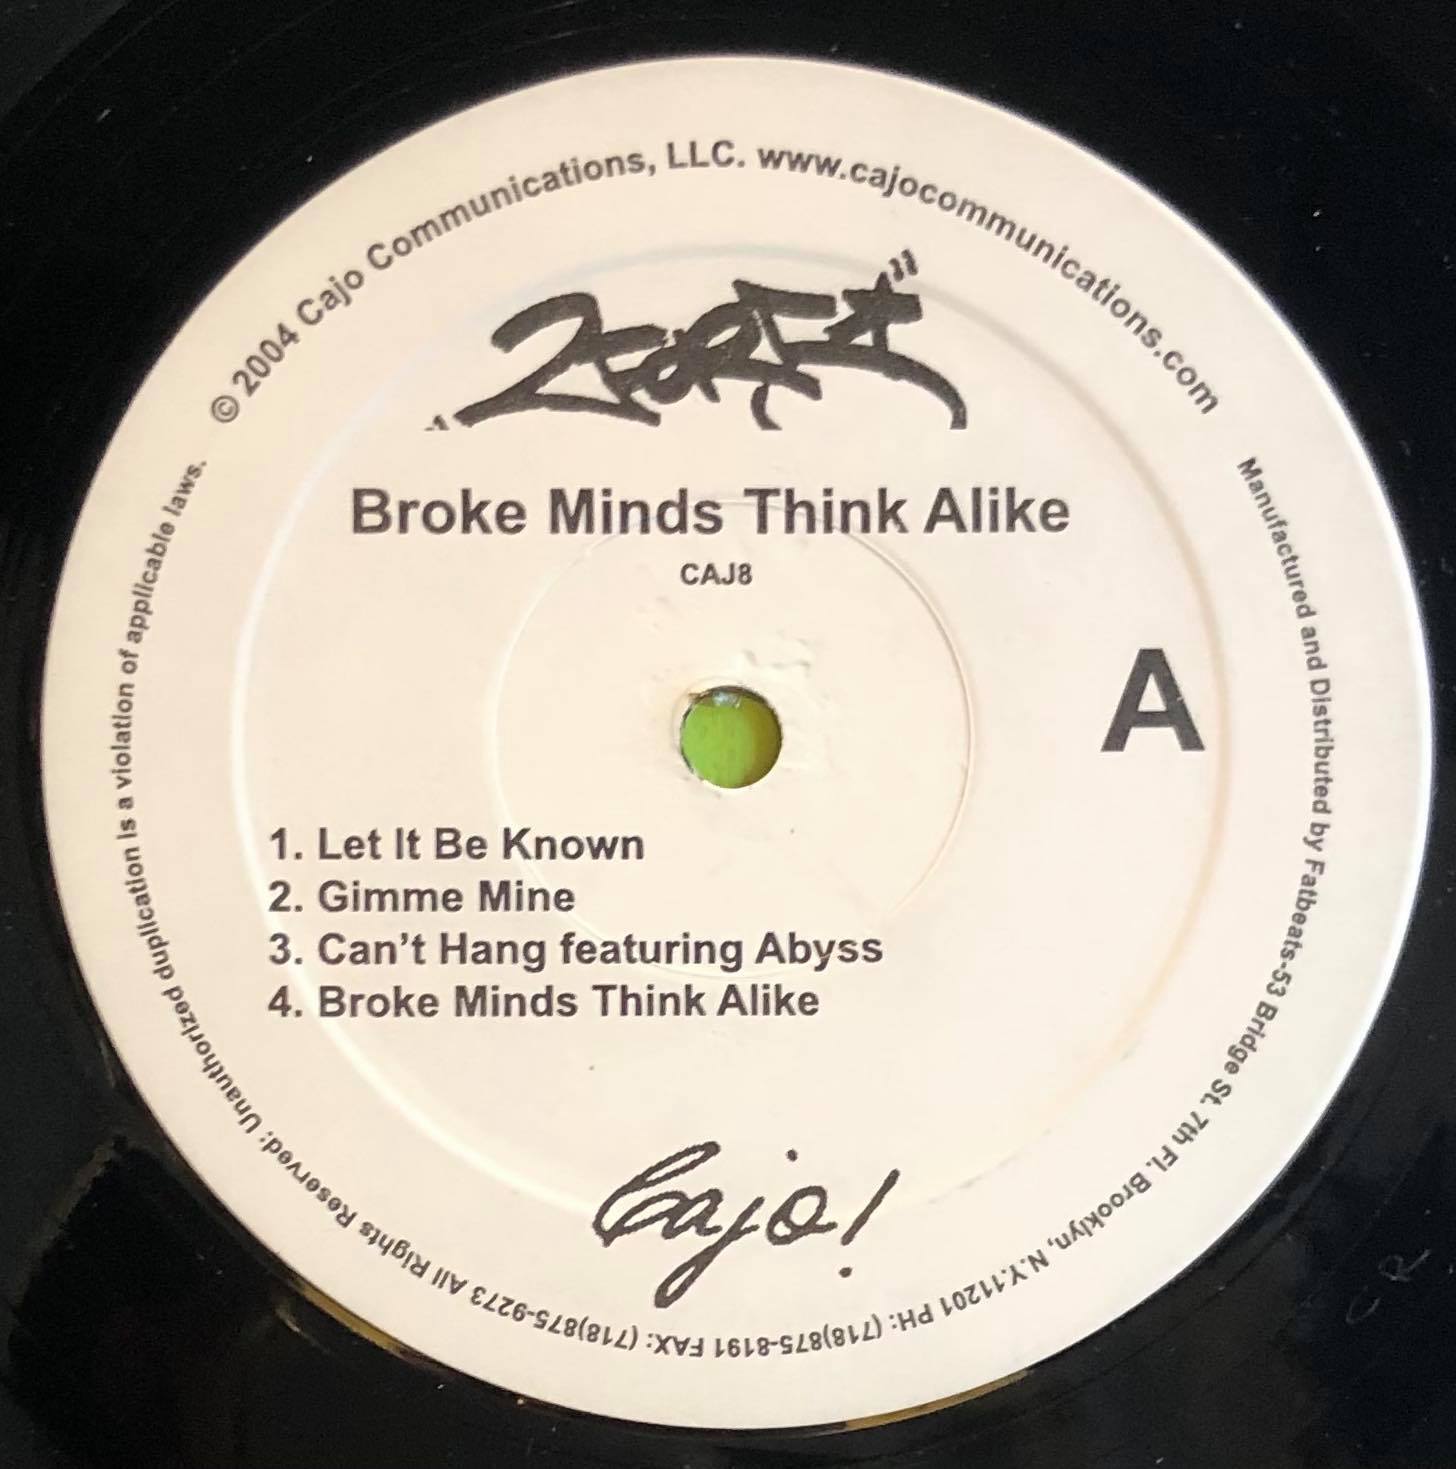 © 2004 Cajo Communications, LLC. www.cajocommunications.com
Broke Minds Think Alike
CAJ8
A
1. Let It Be Known
2. Gimme Mine
3. Can't Hang featuring Abyss
4. Broke Minds Think Alike
Cajo!
Manufactured and Distributed by Fatbeats-53 Bridge St. 7th Fl. Brooklyn, N.Y.11201 PH: (718)875-8191 FAX: (718)875-9273 All Rights Reserved: Unauthorized duplication is a violation of applicable laws.